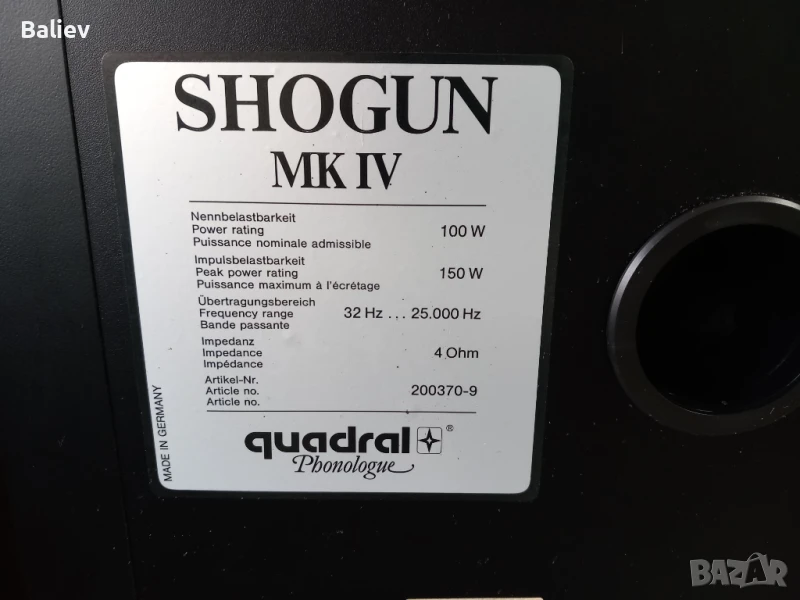 Baliev
SHOGUN
MK IV
Nennbelastbarkeit
Power rating 100 W
Puissance nominale admissible
Impulsbelastbarkeit
Peak power rating 150 W
Puissance maximum à l'écrétage
Übertragungsbereich
Frequency range 32 Hz ... 25.000 Hz
Bande passante
Impedanz
Impedance 4 Ohm
Impédance
Artikel-Nr.
Article no. 200370-9
Article no.
MADE IN GERMANY
quadral ®
Phonologue
BAZAR